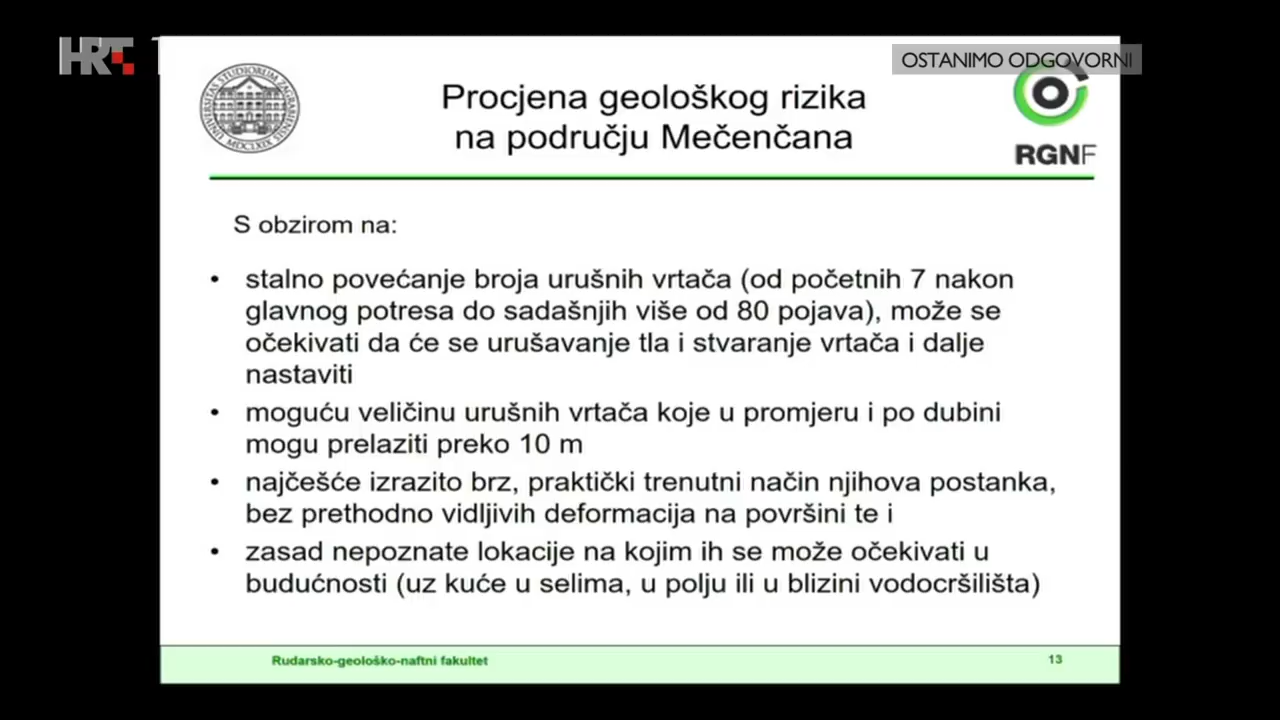 HRT 1
OSTANIMO ODGOVORNI
Procjena geološkog rizika
na području Mečenčana
RGNF
S obzirom na:
• stalno povećanje broja urušnih vrtača (od početnih 7 nakon
glavnog potresa do sadašnjih više od 80 pojava), može se
očekivati da će se urušavanje tla i stvaranje vrtača i dalje
nastaviti
• moguću veličinu urušnih vrtača koje u promjeru i po dubini
mogu prelaziti preko 10 m
• najčešće izrazito brz, praktički trenutni način njihova postanka,
bez prethodno vidljivih deformacija na površini te i
• zasad nepoznate lokacije na kojim ih se može očekivati u
budućnosti (uz kuće u selima, u polju ili u blizini vodocršilišta)
Rudarsko-geološko-naftni fakultet
13